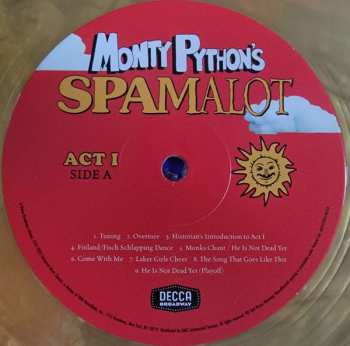 MONTY PYTHON'S
SPAMALOT
ACT I
SIDE A
1. Tuning 2. Overture 3. Historian's Introduction to Act I
4. Finland/Fisch Schlapping Dance 5. Monks Chant / He Is Not Dead Yet
6. Come With Me 7. Laker Girls Cheer 8. The Song That Goes Like This
9. He Is Not Dead Yet (Playoff)
DECCA
BROADWAY